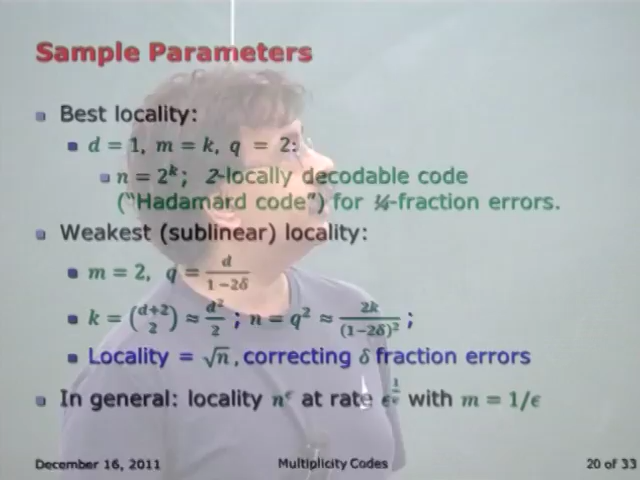 Sample Parameters
Best locality:
d = 1, m = k, q = 2:
n = 2^k; 2-locally decodable code
("Hadamard code") for ¼-fraction errors.
Weakest (sublinear) locality:
m = 2, q = d/(1−2δ)
k = (d+2 choose 2) ≈ d²/2 ; n = q² ≈ 2k/(1−2δ)² ;
Locality = √n, correcting δ fraction errors
In general: locality n^ϵ at rate ϵ^(1/ϵ) with m = 1/ϵ
December 16, 2011 Multiplicity Codes 20 of 33